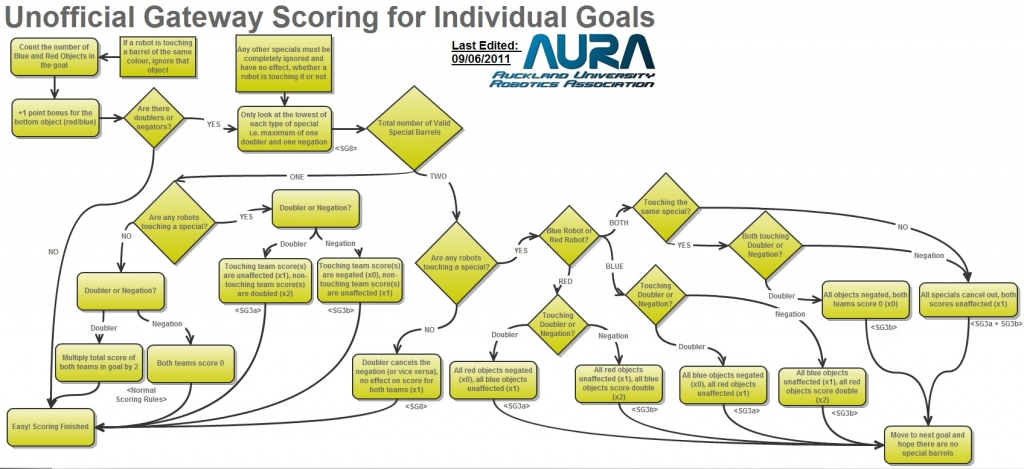 Unofficial Gateway Scoring for Individual Goals
Last Edited:
09/06/2011
AURA
AUCKLAND UNIVERSITY
ROBOTICS ASSOCIATION
Count the number of
Blue and Red Objects in
the goal
If a robot is touching
a barrel of the same
colour, ignore that
object
Any other specials must be
completely ignored and
have no effect, whether a
robot is touching it or not
+1 point bonus for the
bottom object (red/blue)
Are there
doublers or
negators?
YES
Only look at the lowest of
each type of special
i.e. maximum of one
doubler and one negation
<SG8>
Total number of Valid
Special Barrels
ONE
TWO
NO
Are any robots
touching a special?
YES
NO
Doubler or Negation?
Doubler
Negation
Touching team score(s)
are unaffected (x1), non-
touching team score(s)
are doubled (x2)
<SG3a>
Touching team score(s)
are negated (x0), non-
touching team score(s)
are unaffected (x1)
<SG3b>
Doubler or Negation?
Doubler
Negation
Multiply total score of
both teams in goal by 2
Both teams score 0
<Normal
Scoring Rules>
Easy! Scoring Finished
Are any robots
touching a special?
YES
NO
Doubler cancels the
negation (or vice versa),
no effect on score for
both teams (x1)
<SG8>
Blue Robot or
Red Robot?
BOTH
BLUE
RED
Touching the
same special?
YES
NO
Both touching
Doubler or
Negation?
Negation
Doubler
All objects negated, both
teams score 0 (x0)
<SG3b>
All specials cancel out, both
scores unaffected (x1)
<SG3a + SG3b>
Touching
Doubler or
Negation?
Doubler
Negation
Touching
Doubler or
Negation?
Doubler
Negation
All red objects negated
(x0), all blue objects
unaffected (x1)
<SG3a>
All red objects
unaffected (x1), all blue
objects score double
(x2)
<SG3b>
All blue objects negated
(x0), all red objects
unaffected (x1)
<SG3a>
All blue objects
unaffected (x1), all red
objects score double
(x2)
<SG3b>
Move to next goal and
hope there are no
special barrels